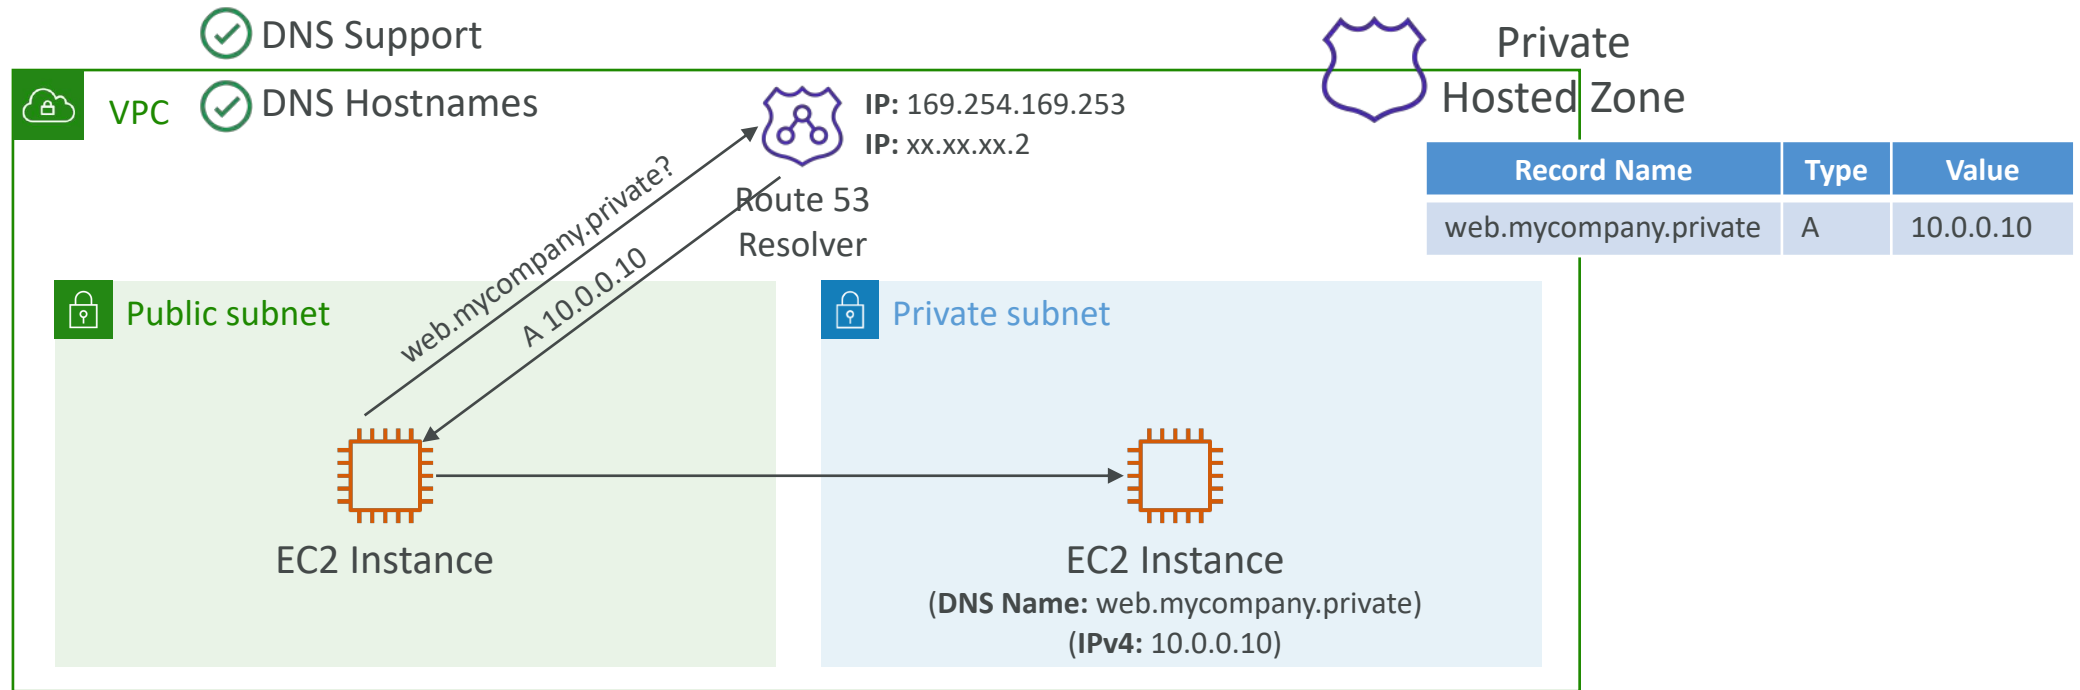 DNS Support
VPC
DNS Hostnames
IP: 169.254.169.253
IP: xx.xx.xx.2
Route 53
Resolver
Private
Hosted Zone
Record Name Type Value
web.mycompany.private A 10.0.0.10
web.mycompany.private?
A 10.0.0.10
Public subnet
EC2 Instance
Private subnet
EC2 Instance
(DNS Name: web.mycompany.private)
(IPv4: 10.0.0.10)